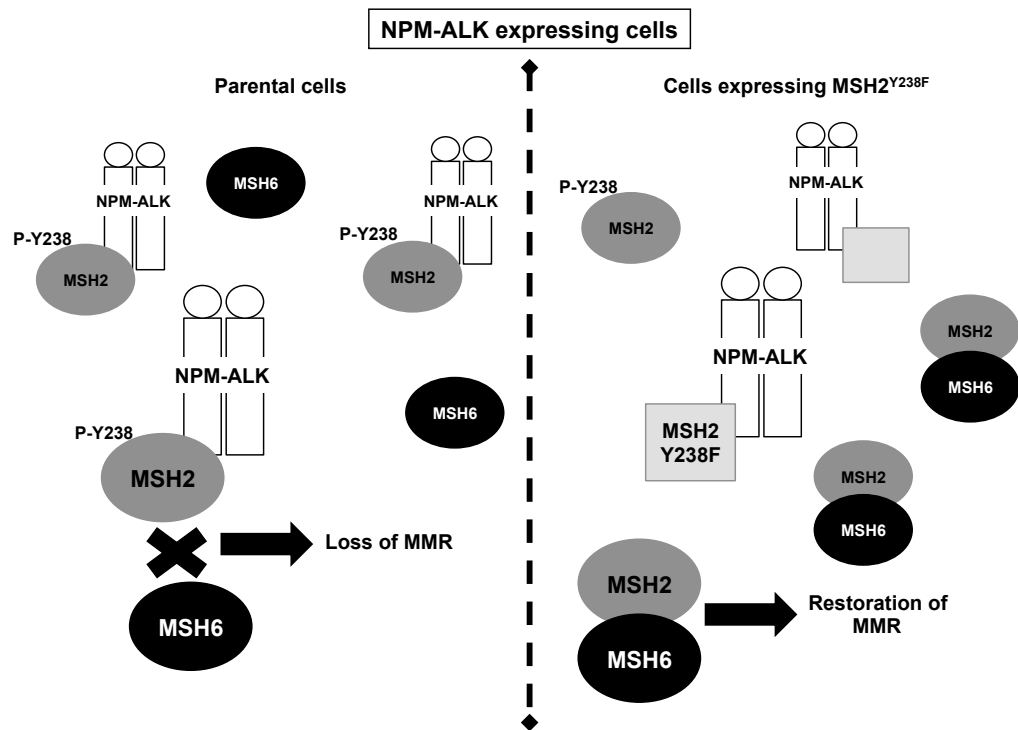 NPM-ALK expressing cells
Parental cells
MSH6
NPM-ALK
P-Y238
MSH2
NPM-ALK
P-Y238
MSH2
NPM-ALK
P-Y238
MSH2
MSH6
Loss of MMR
MSH6
Cells expressing MSH2Y238F
NPM-ALK
P-Y238
MSH2
NPM-ALK
MSH2
MSH6
MSH2
Y238F
MSH2
MSH6
MSH2
MSH6
Restoration of
MMR